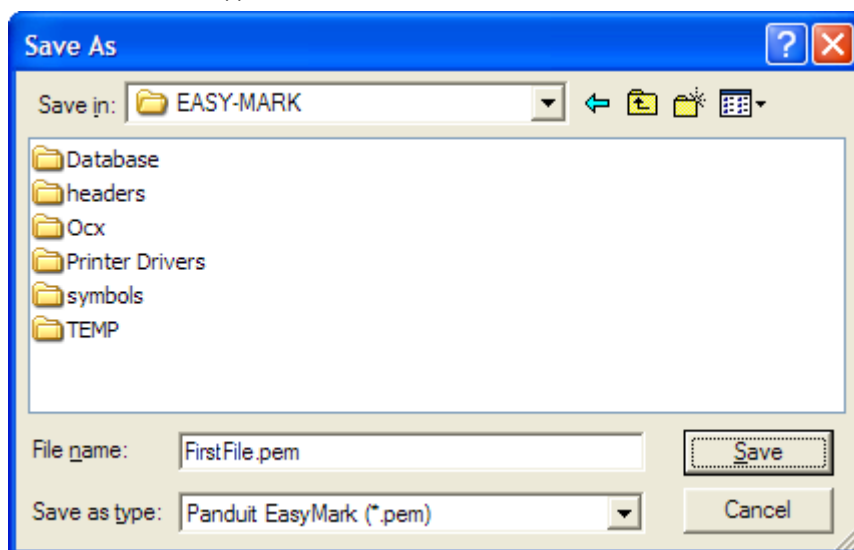 Save As
Save in: EASY-MARK
Database
headers
Ocx
Printer Drivers
symbols
TEMP
File name: FirstFile.pem Save
Save as type: Panduit EasyMark (*.pem) Cancel